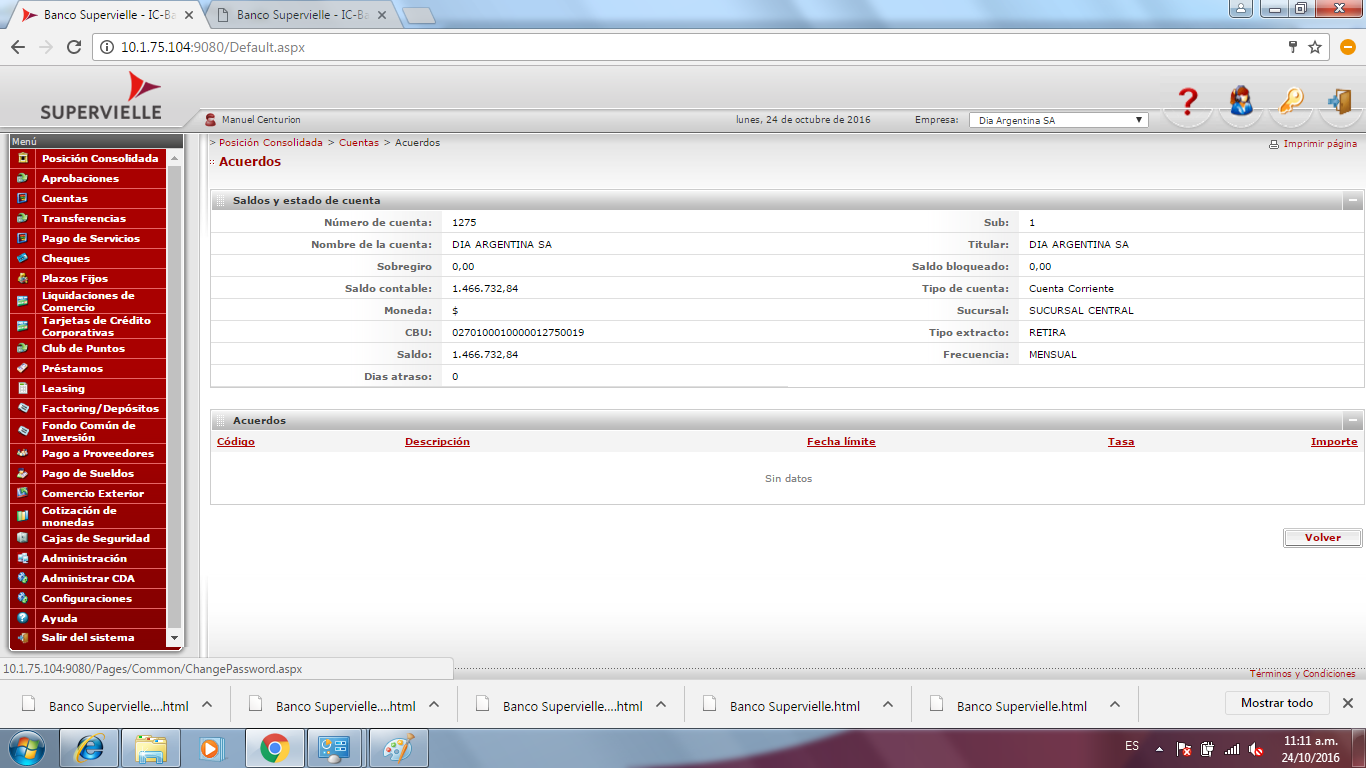 Banco Supervielle - IC-Ba
Banco Supervielle - IC-Ba
10.1.75.104:9080/Default.aspx
SUPERVIELLE
Manuel Centurion
lunes, 24 de octubre de 2016
Empresa:
Dia Argentina SA
Menú
Posición Consolidada
Aprobaciones
Cuentas
Transferencias
Pago de Servicios
Cheques
Plazos Fijos
Liquidaciones de
Comercio
Tarjetas de Crédito
Corporativas
Club de Puntos
Préstamos
Leasing
Factoring/Depósitos
Fondo Común de
Inversión
Pago a Proveedores
Pago de Sueldos
Comercio Exterior
Cotización de
monedas
Cajas de Seguridad
Administración
Administrar CDA
Configuraciones
Ayuda
Salir del sistema
> Posición Consolidada > Cuentas > Acuerdos
Imprimir página
Acuerdos
Saldos y estado de cuenta
Número de cuenta: 1275 Sub: 1
Nombre de la cuenta: DIA ARGENTINA SA Titular: DIA ARGENTINA SA
Sobregiro 0,00 Saldo bloqueado: 0,00
Saldo contable: 1.466.732,84 Tipo de cuenta: Cuenta Corriente
Moneda: $ Sucursal: SUCURSAL CENTRAL
CBU: 0270100010000012750019 Tipo extracto: RETIRA
Saldo: 1.466.732,84 Frecuencia: MENSUAL
Dias atraso: 0
Acuerdos
Código Descripción Fecha límite Tasa Importe
Sin datos
Volver
10.1.75.104:9080/Pages/Common/ChangePassword.aspx
Términos y Condiciones
Banco Supervielle....html
Banco Supervielle....html
Banco Supervielle....html
Banco Supervielle.html
Banco Supervielle.html
Mostrar todo
ES
11:11 a.m.
24/10/2016